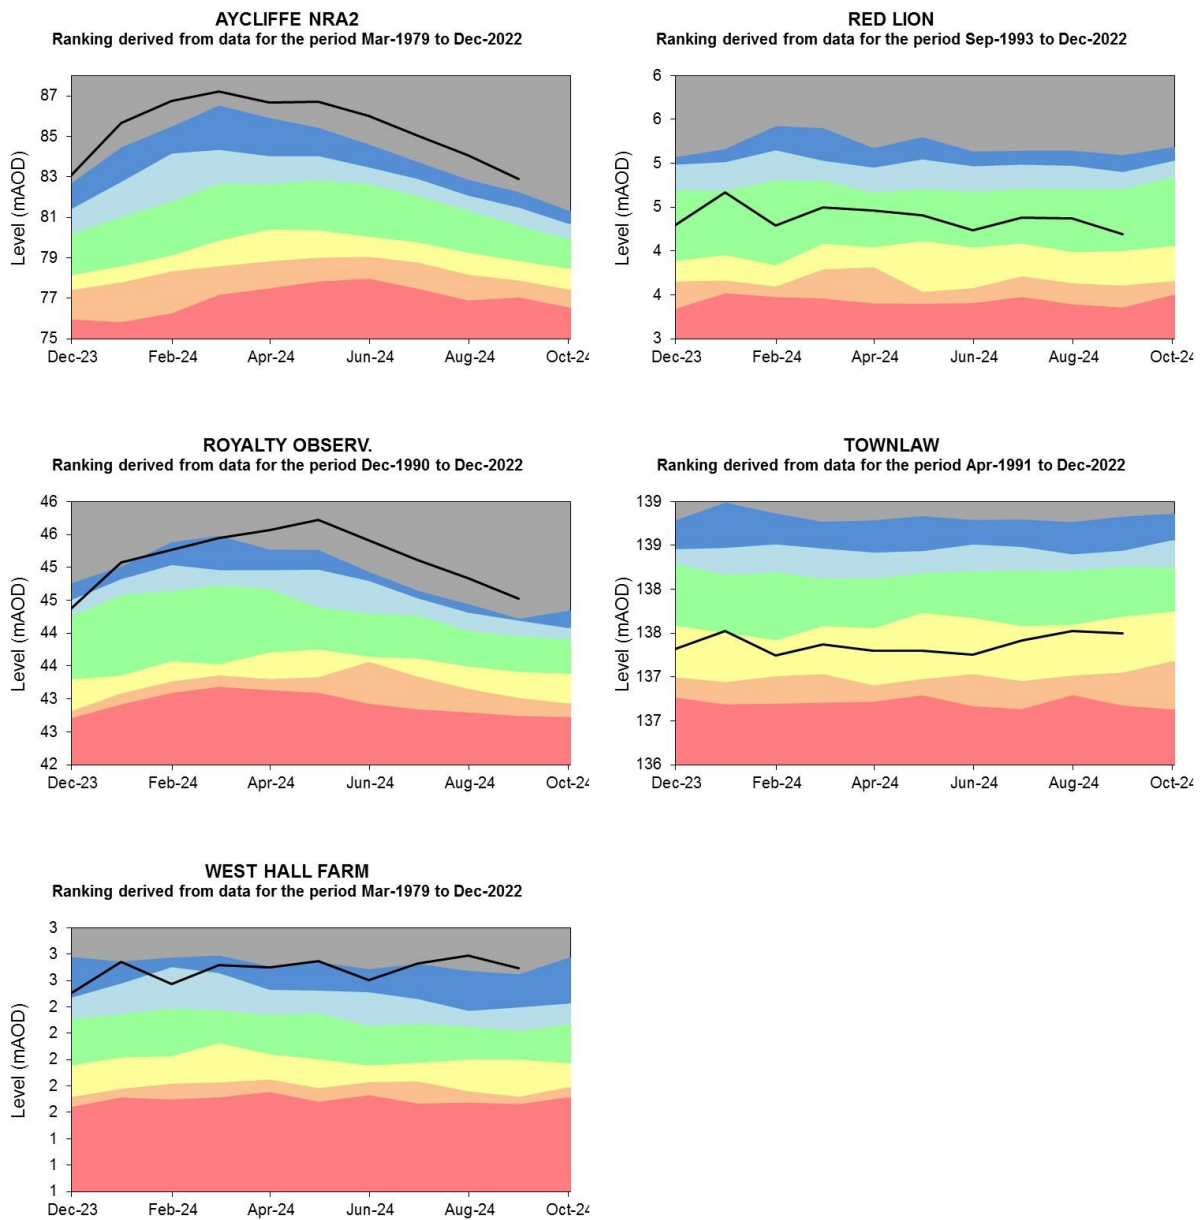 AYCLIFFE NRA2
Ranking derived from data for the period Mar-1979 to Dec-2022
Level (mAOD)
87
85
83
81
79
77
75
Dec-23 Feb-24 Apr-24 Jun-24 Aug-24 Oct-24
RED LION
Ranking derived from data for the period Sep-1993 to Dec-2022
Level (mAOD)
6
6
5
5
4
4
3
Dec-23 Feb-24 Apr-24 Jun-24 Aug-24 Oct-24
ROYALTY OBSERV.
Ranking derived from data for the period Dec-1990 to Dec-2022
Level (mAOD)
46
46
45
45
44
44
43
43
42
Dec-23 Feb-24 Apr-24 Jun-24 Aug-24 Oct-24
TOWNLAW
Ranking derived from data for the period Apr-1991 to Dec-2022
Level (mAOD)
139
139
138
138
137
137
136
Dec-23 Feb-24 Apr-24 Jun-24 Aug-24 Oct-24
WEST HALL FARM
Ranking derived from data for the period Mar-1979 to Dec-2022
Level (mAOD)
3
3
3
2
2
2
2
2
1
1
1
Dec-23 Feb-24 Apr-24 Jun-24 Aug-24 Oct-24